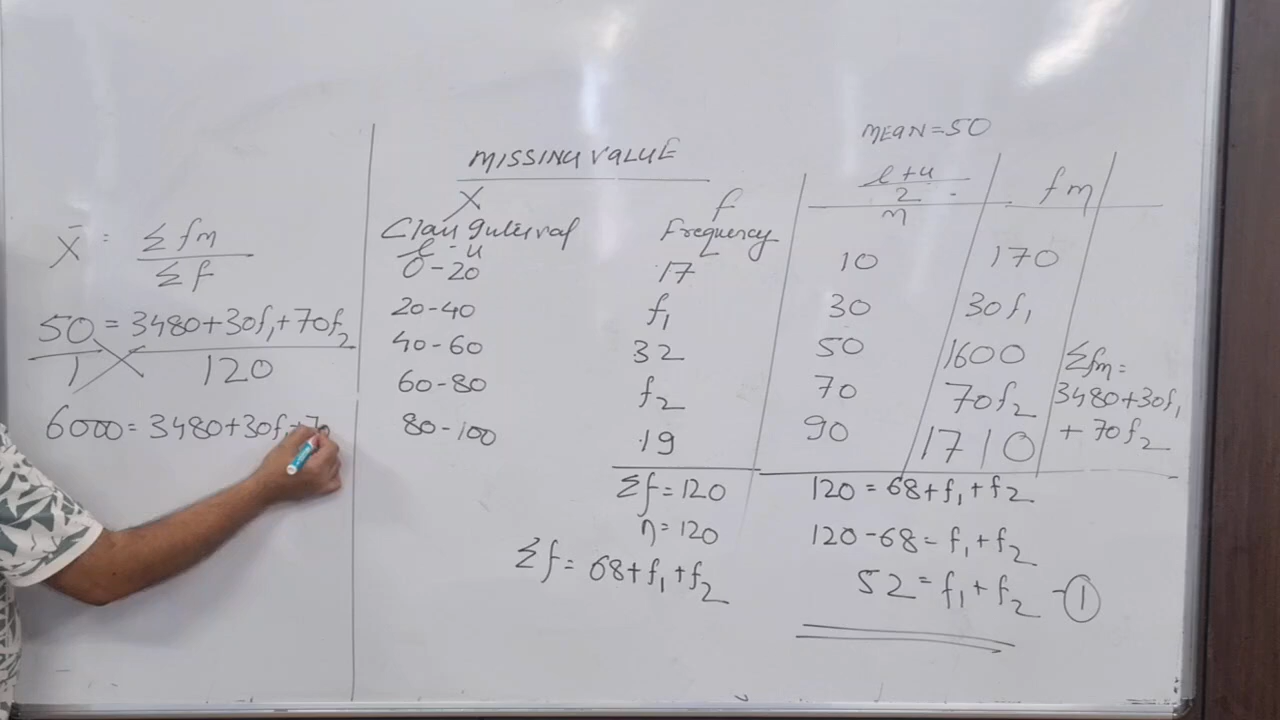 MEAN = 50
MISSING VALUE
X f l+u/2 fm
Class Interval Frequency m
l - u
0-20 17 10 170
20-40 f₁ 30 30f₁
40-60 32 50 1600
60-80 f₂ 70 70f₂
80-100 19 90 1710
Σfm =
3480+30f₁
+ 70f₂
Σf = 120
n = 120
Σf = 68+f₁+f₂
120 = 68+f₁+f₂
120-68 = f₁+f₂
52 = f₁+f₂ - ①
X̄ = Σfm
Σf
50 = 3480+30f₁+70f₂
1 120
6000 = 3480+30f₁+70